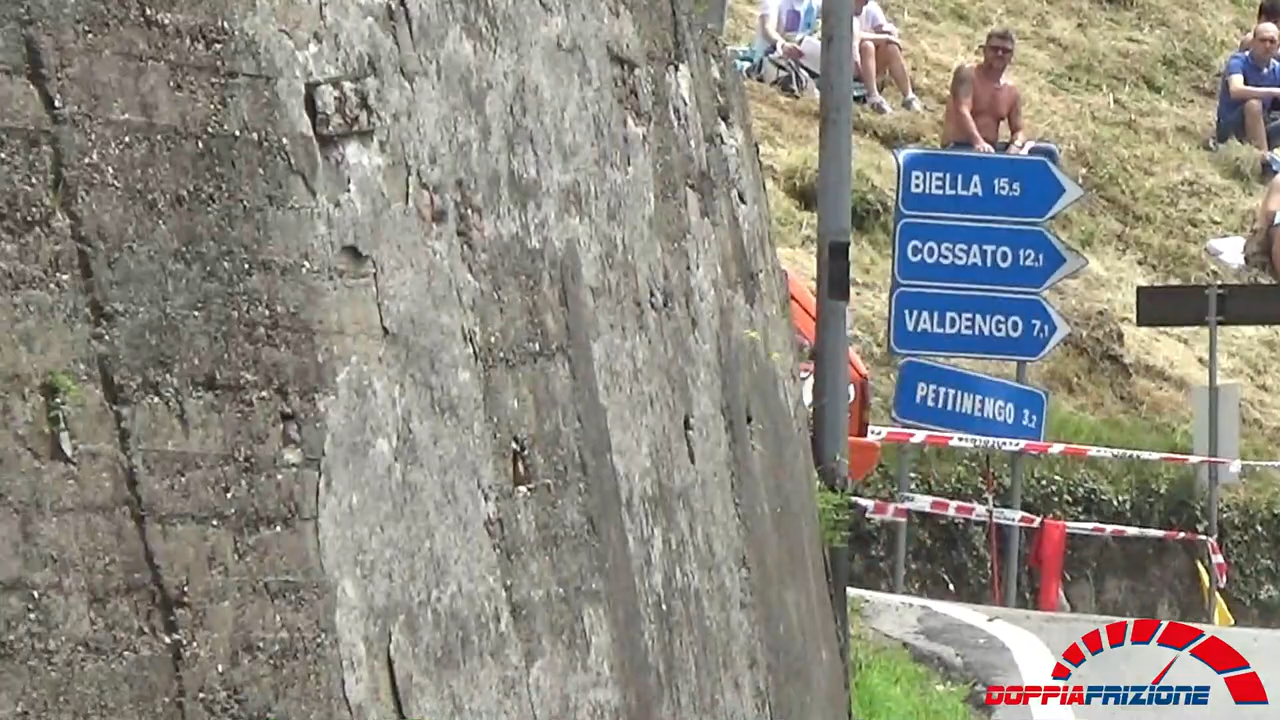 BIELLA 15,5
COSSATO 12,1
VALDENGO 7,1
PETTINENGO 3,2
DOPPIAFRIZIONE